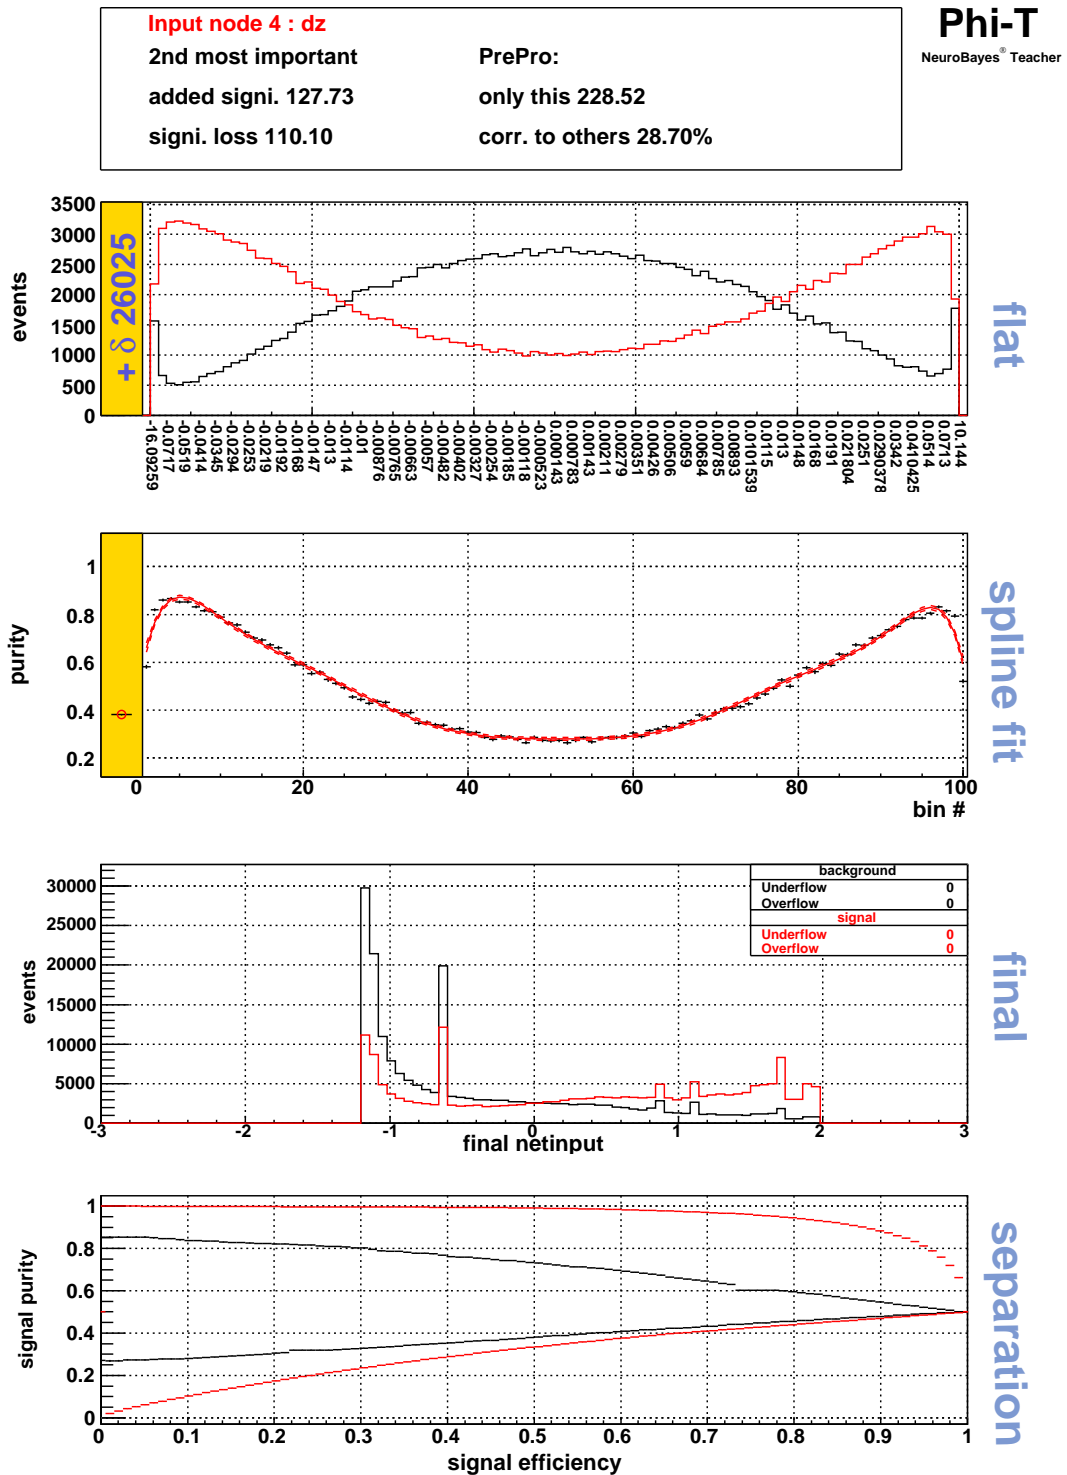 Input node 4 : dz
2nd most important PrePro:
added signi. 127.73 only this 228.52
signi. loss 110.10 corr. to others 28.70%
Phi-T
NeuroBayes® Teacher
3500
3000
2500
2000
1500
1000
500
0
events
+ δ 26025
flat
-16.09259
-0.0717
-0.0519
-0.0414
-0.0345
-0.0294
-0.0253
-0.0219
-0.0192
-0.0168
-0.0147
-0.0114
-0.01
-0.00876
-0.00765
-0.00663
-0.0057
-0.00482
-0.00402
-0.00327
-0.00254
-0.00185
-0.00118
-0.000523
0.000143
0.000783
0.00143
0.00211
0.00279
0.00351
0.00426
0.00506
0.0059
0.00684
0.00785
0.00893
0.0101539
0.0115
0.013
0.0148
0.0168
0.0191
0.021804
0.0251
0.0290378
0.0342
0.0410425
0.0514
0.0713
10.144
1
0.8
0.6
0.4
0.2
purity
0 20 40 60 80 100
bin #
spline fit
30000
25000
20000
15000
10000
5000
0
events
background
Underflow 0
Overflow 0
signal
Underflow 0
Overflow 0
-3 -2 -1 0 1 2 3
final netinput
final
1
0.8
0.6
0.4
0.2
0
signal purity
0 0.1 0.2 0.3 0.4 0.5 0.6 0.7 0.8 0.9 1
signal efficiency
separation